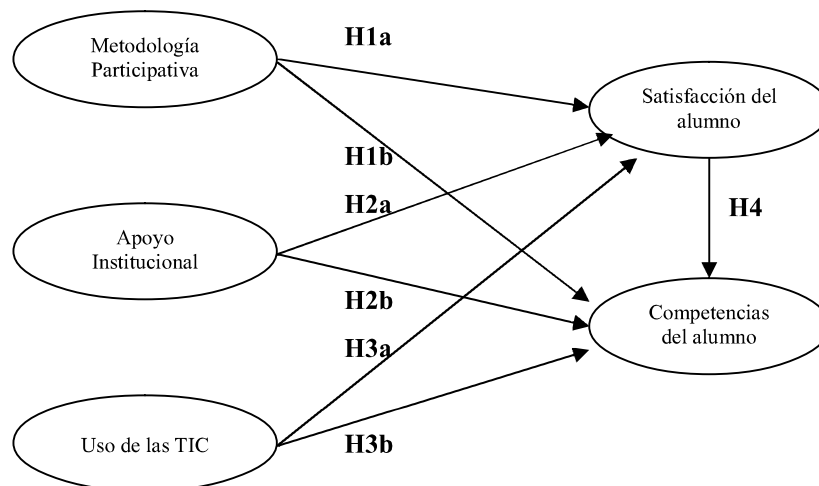 H1a
Metodología
Participativa
Satisfacción del
alumno
H1b
H2a
H4
Apoyo
Institucional
H2b
Competencias
del alumno
H3a
Uso de las TIC
H3b